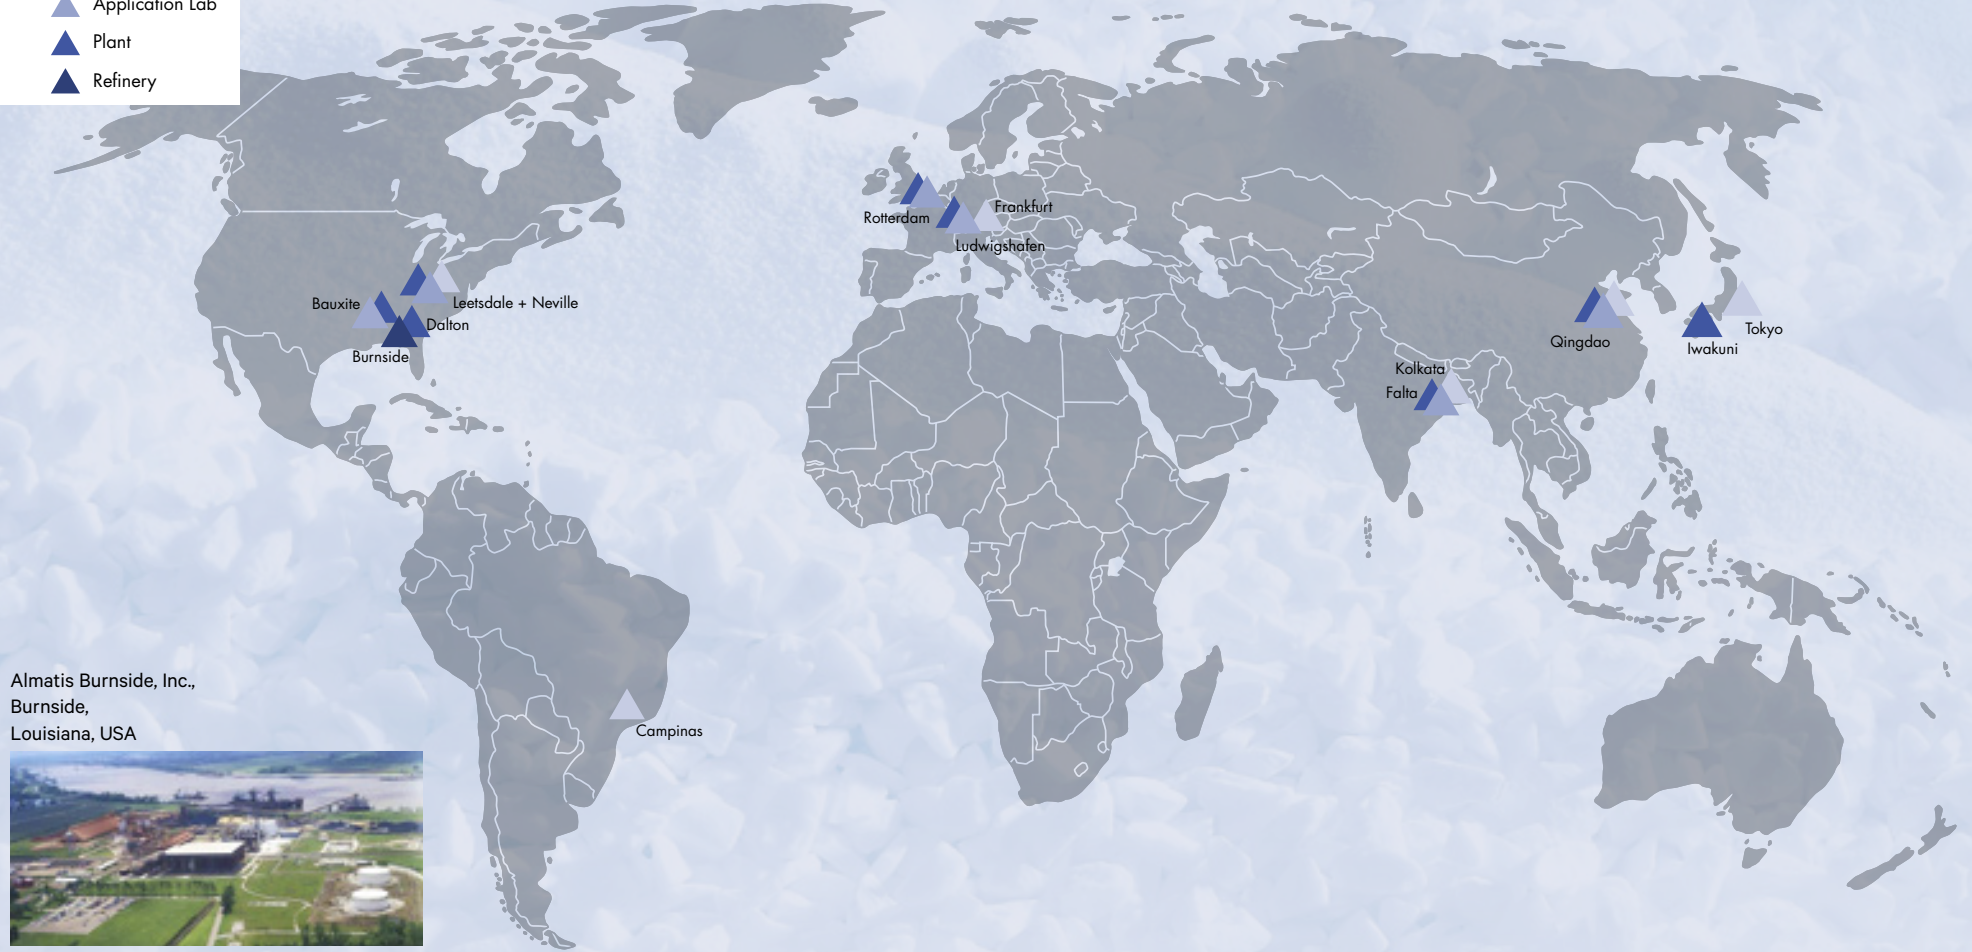 Application Lab
Plant
Refinery
Frankfurt
Rotterdam
Ludwigshafen
Bauxite
Leetsdale + Neville
Dalton
Burnside
Qingdao
Tokyo
Iwakuni
Kolkata
Falta
Campinas
Almatis Burnside, Inc.,
Burnside,
Louisiana, USA